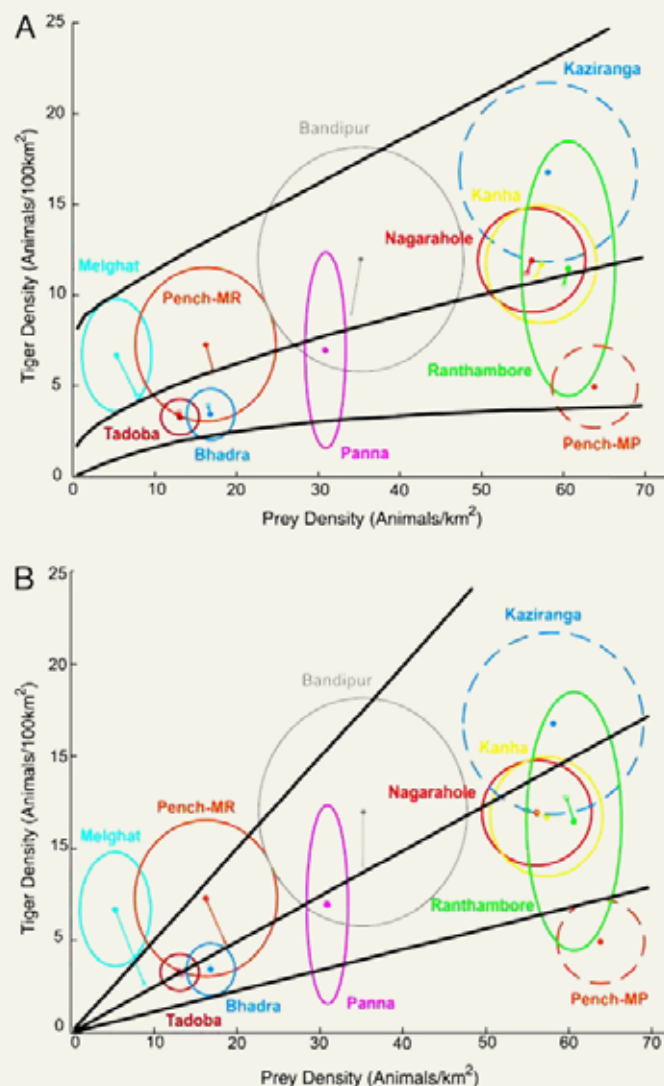 A
25
20
15
10
5
0
Tiger Density (Animals/100km²)
Kaziranga
Bandipur
Kanha
Nagarahole
Melghat
Pench-MR
Ranthambore
Tadoba
Bhadra
Panna
Pench-MP
0 10 20 30 40 50 60 70
Prey Density (Animals/km²)
B
25
20
15
10
5
0
Tiger Density (Animals/100km²)
Kaziranga
Bandipur
Kanha
Nagarahole
Pench-MR
Melghat
Ranthambore
Bhadra
Tadoba
Panna
Pench-MP
0 10 20 30 40 50 60 70
Prey Density (Animals/km²)